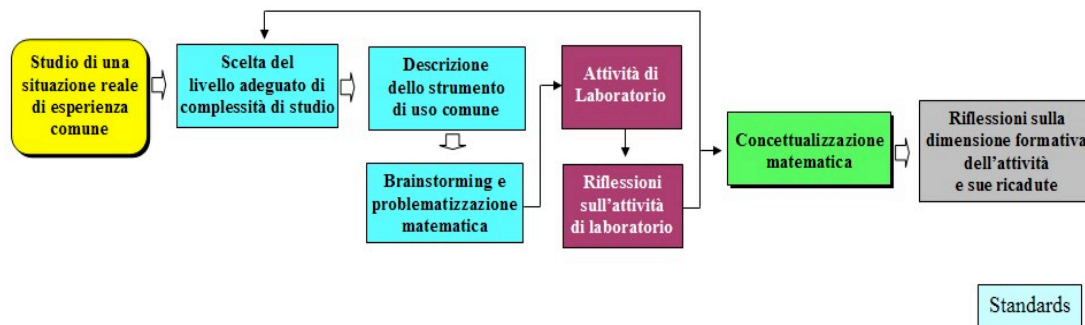 Studio di una
situazione reale
di esperienza
comune
Scelta del
livello adeguato di
complessità di studio
Descrizione
dello strumento
di uso comune
Brainstorming e
problematizzazione
matematica
Attività di
Laboratorio
Riflessioni
sull'attività
di laboratorio
Concettualizzazione
matematica
Riflessioni sulla
dimensione formativa
dell'attività
e sue ricadute
Standards